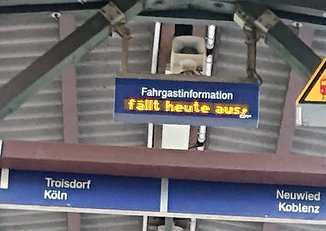 Fahrgastinformation
fällt heute aus,
Troisdorf
Köln
Neuwied
Koblenz